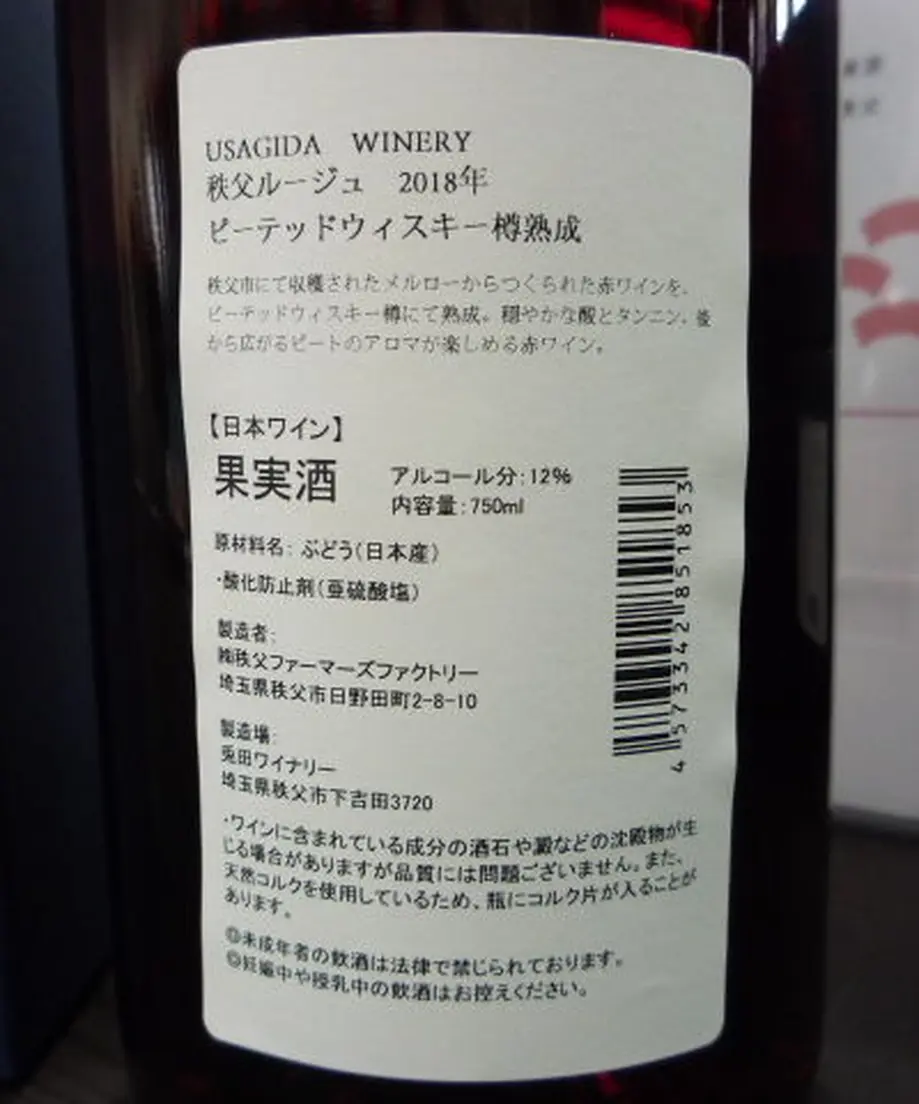 USAGIDA WINERY
秩父ルージュ 2018年
ピーテッドウィスキー樽熟成
秩父市にて収穫されたメルローからつくられた赤ワインを、
ピーテッドウィスキー樽にて熟成。穏やかな酸とタンニン、後
から広がるピートのアロマが楽しめる赤ワイン。
【日本ワイン】
果実酒
アルコール分:12%
内容量:750ml
原材料名: ぶどう(日本産)
・酸化防止剤(亜硫酸塩)
製造者:
㈱秩父ファーマーズファクトリー
埼玉県秩父市日野田町2-8-10
製造場:
兎田ワイナリー
埼玉県秩父市下吉田3720
・ワインに含まれている成分の酒石や澱などの沈殿物が生
じる場合がありますが品質には問題ございません。また、
天然コルクを使用しているため、瓶にコルク片が入ることが
あります。
◎未成年者の飲酒は法律で禁じられております。
◎妊娠中や授乳中の飲酒はお控えください。
4573342851853